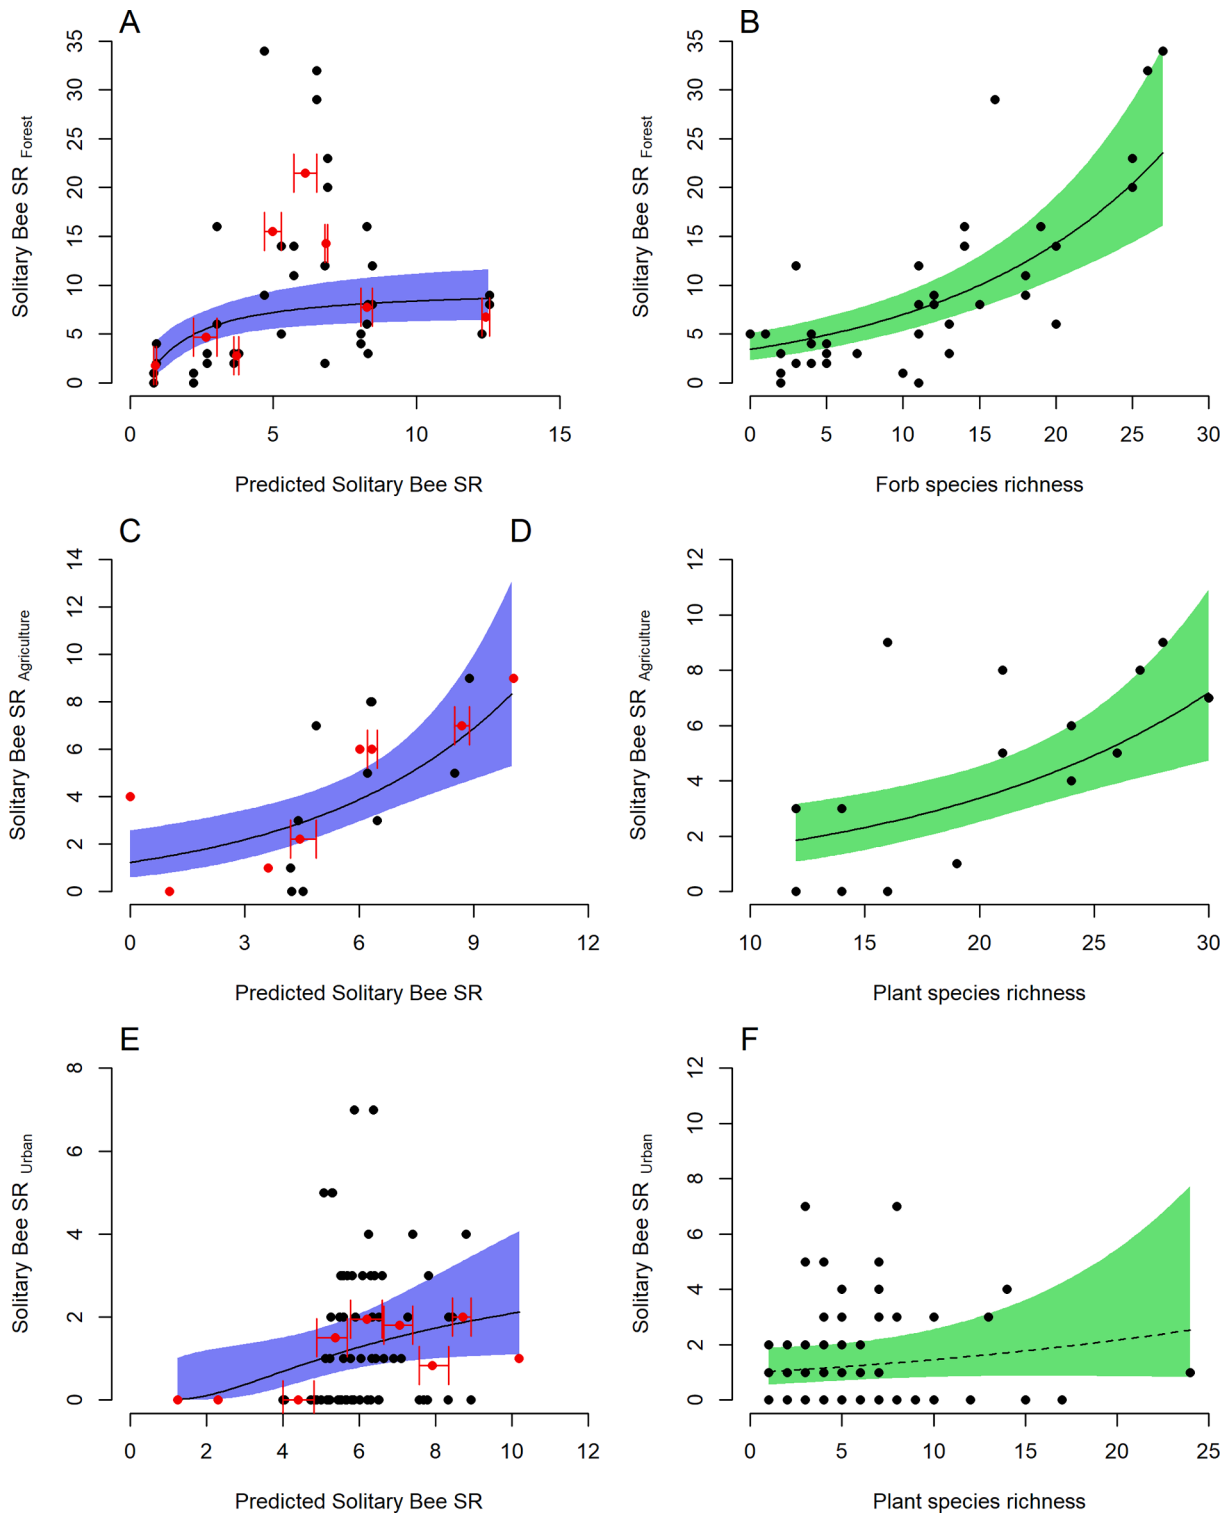 A
B
35
30
25
20
15
10
5
0
Solitary Bee SR Forest
0 5 10 15
Predicted Solitary Bee SR
35
30
25
20
15
10
5
0
Solitary Bee SR Forest
0 5 10 15 20 25 30
Forb species richness
C
D
14
12
10
8
6
4
2
0
Solitary Bee SR Agriculture
0 3 6 9 12
Predicted Solitary Bee SR
12
10
8
6
4
2
0
Solitary Bee SR Agriculture
10 15 20 25 30
Plant species richness
E
F
8
6
4
2
0
Solitary Bee SR Urban
0 2 4 6 8 10 12
Predicted Solitary Bee SR
12
10
8
6
4
2
0
Solitary Bee SR Urban
0 5 10 15 20 25
Plant species richness